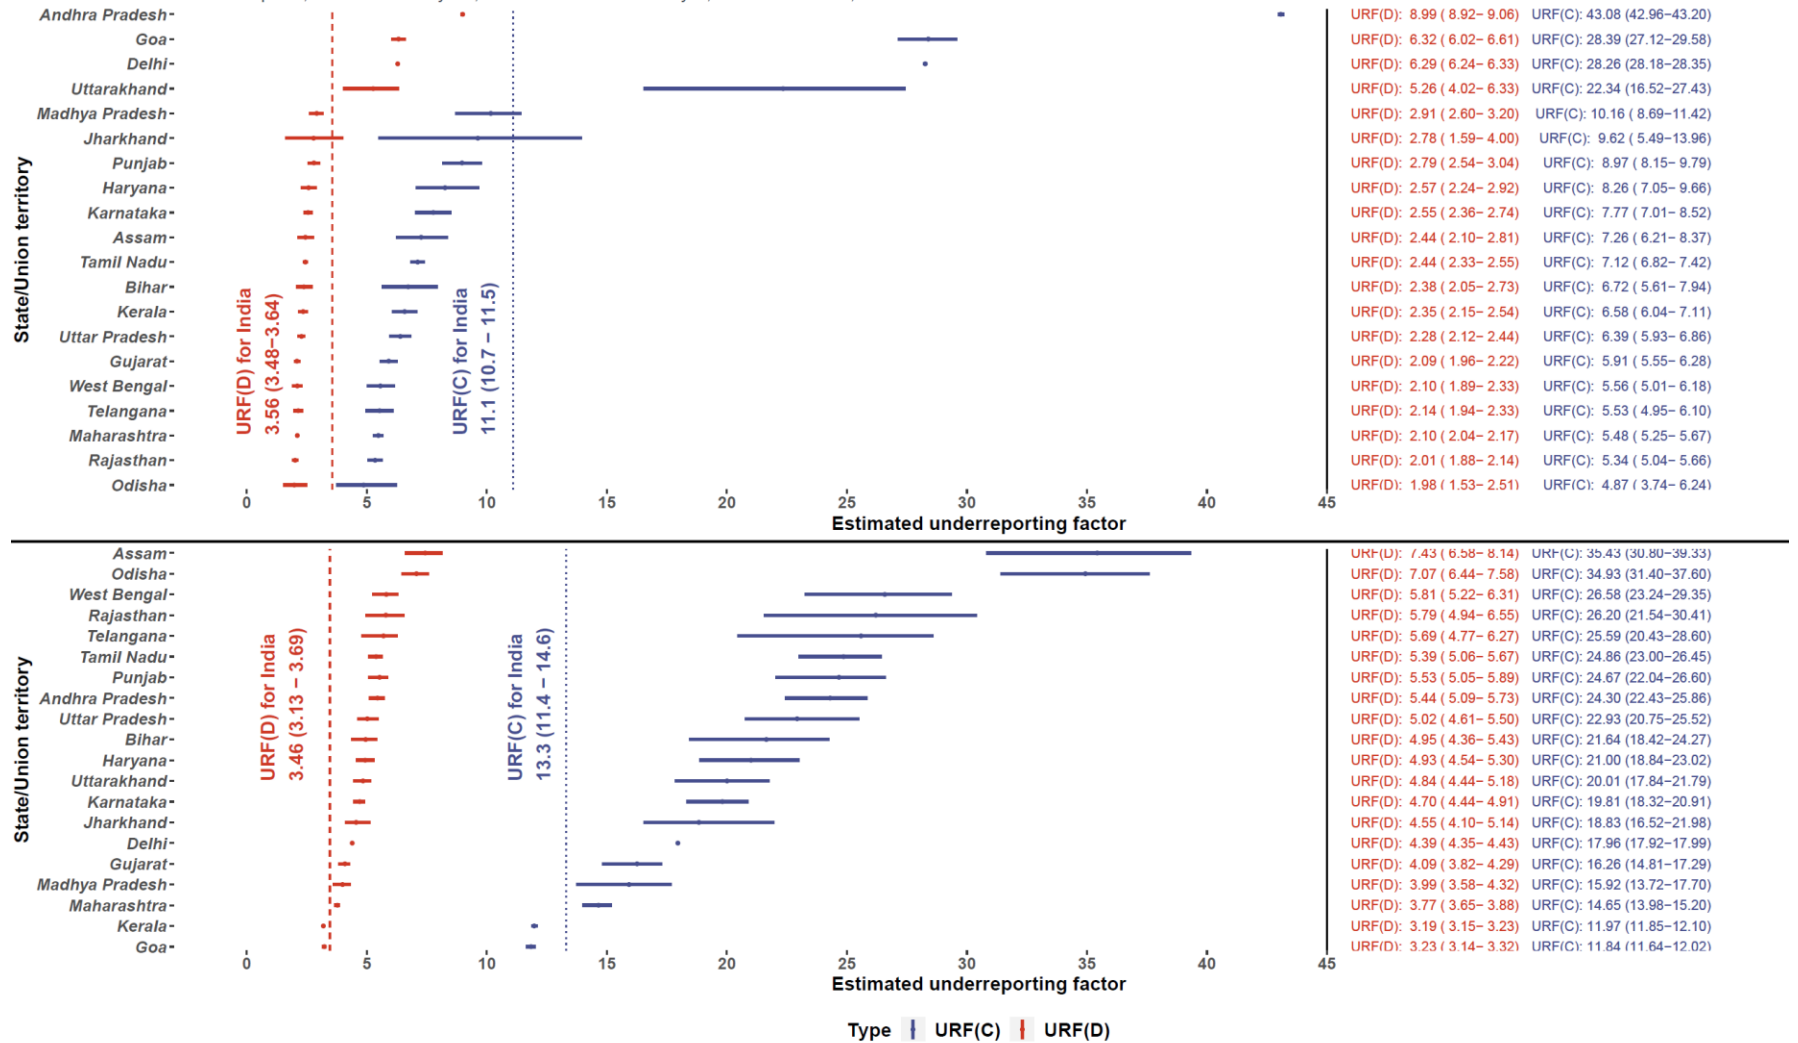 Andhra Pradesh URF(D): 8.99 ( 8.92− 9.06) URF(C): 43.08 (42.96−43.20)
Goa URF(D): 6.32 ( 6.02− 6.61) URF(C): 28.39 (27.12−29.58)
Delhi URF(D): 6.29 ( 6.24− 6.33) URF(C): 28.26 (28.18−28.35)
Uttarakhand URF(D): 5.26 ( 4.02− 6.33) URF(C): 22.34 (16.52−27.43)
Madhya Pradesh URF(D): 2.91 ( 2.60− 3.20) URF(C): 10.16 ( 8.69−11.42)
Jharkhand URF(D): 2.78 ( 1.59− 4.00) URF(C): 9.62 ( 5.49−13.96)
Punjab URF(D): 2.79 ( 2.54− 3.04) URF(C): 8.97 ( 8.15− 9.79)
Haryana URF(D): 2.57 ( 2.24− 2.92) URF(C): 8.26 ( 7.05− 9.66)
Karnataka URF(D): 2.55 ( 2.36− 2.74) URF(C): 7.77 ( 7.01− 8.52)
Assam URF(D): 2.44 ( 2.10− 2.81) URF(C): 7.26 ( 6.21− 8.37)
Tamil Nadu URF(D): 2.44 ( 2.33− 2.55) URF(C): 7.12 ( 6.82− 7.42)
Bihar URF(D): 2.38 ( 2.05− 2.73) URF(C): 6.72 ( 5.61− 7.94)
Kerala URF(D): 2.35 ( 2.15− 2.54) URF(C): 6.58 ( 6.04− 7.11)
Uttar Pradesh URF(D): 2.28 ( 2.12− 2.44) URF(C): 6.39 ( 5.93− 6.86)
Gujarat URF(D): 2.09 ( 1.96− 2.22) URF(C): 5.91 ( 5.55− 6.28)
West Bengal URF(D): 2.10 ( 1.89− 2.33) URF(C): 5.56 ( 5.01− 6.18)
Telangana URF(D): 2.14 ( 1.94− 2.33) URF(C): 5.53 ( 4.95− 6.10)
Maharashtra URF(D): 2.10 ( 2.04− 2.17) URF(C): 5.48 ( 5.25− 5.67)
Rajasthan URF(D): 2.01 ( 1.88− 2.14) URF(C): 5.34 ( 5.04− 5.66)
Odisha URF(D): 1.98 ( 1.53− 2.51) URF(C): 4.87 ( 3.74− 6.24)
State/Union territory
URF(D) for India
3.56 (3.48−3.64)
URF(C) for India
11.1 (10.7 − 11.5)
0 5 10 15 20 25 30 35 40 45
Estimated underreporting factor
Assam URF(D): 7.43 ( 6.58− 8.14) URF(C): 35.43 (30.80−39.33)
Odisha URF(D): 7.07 ( 6.44− 7.58) URF(C): 34.93 (31.40−37.60)
West Bengal URF(D): 5.81 ( 5.22− 6.31) URF(C): 26.58 (23.24−29.35)
Rajasthan URF(D): 5.79 ( 4.94− 6.55) URF(C): 26.20 (21.54−30.41)
Telangana URF(D): 5.69 ( 4.77− 6.27) URF(C): 25.59 (20.43−28.60)
Tamil Nadu URF(D): 5.39 ( 5.06− 5.67) URF(C): 24.86 (23.00−26.45)
Punjab URF(D): 5.53 ( 5.05− 5.89) URF(C): 24.67 (22.04−26.60)
Andhra Pradesh URF(D): 5.44 ( 5.09− 5.73) URF(C): 24.30 (22.43−25.86)
Uttar Pradesh URF(D): 5.02 ( 4.61− 5.50) URF(C): 22.93 (20.75−25.52)
Bihar URF(D): 4.95 ( 4.36− 5.43) URF(C): 21.64 (18.42−24.27)
Haryana URF(D): 4.93 ( 4.54− 5.30) URF(C): 21.00 (18.84−23.02)
Uttarakhand URF(D): 4.84 ( 4.44− 5.18) URF(C): 20.01 (17.84−21.79)
Karnataka URF(D): 4.70 ( 4.44− 4.91) URF(C): 19.81 (18.32−20.91)
Jharkhand URF(D): 4.55 ( 4.10− 5.14) URF(C): 18.83 (16.52−21.98)
Delhi URF(D): 4.39 ( 4.35− 4.43) URF(C): 17.96 (17.92−17.99)
Gujarat URF(D): 4.09 ( 3.82− 4.29) URF(C): 16.26 (14.81−17.29)
Madhya Pradesh URF(D): 3.99 ( 3.58− 4.32) URF(C): 15.92 (13.72−17.70)
Maharashtra URF(D): 3.77 ( 3.65− 3.88) URF(C): 14.65 (13.98−15.20)
Kerala URF(D): 3.19 ( 3.15− 3.23) URF(C): 11.97 (11.85−12.10)
Goa URF(D): 3.23 ( 3.14− 3.32) URF(C): 11.84 (11.64−12.02)
State/Union territory
URF(D) for India
3.46 (3.13 − 3.69)
URF(C) for India
13.3 (11.4 − 14.6)
0 5 10 15 20 25 30 35 40 45
Estimated underreporting factor
Type URF(C) URF(D)